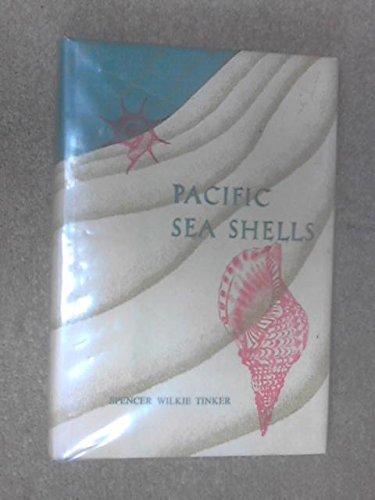 PACIFIC
SEA SHELLS
SPENCER WILKIE TINKER